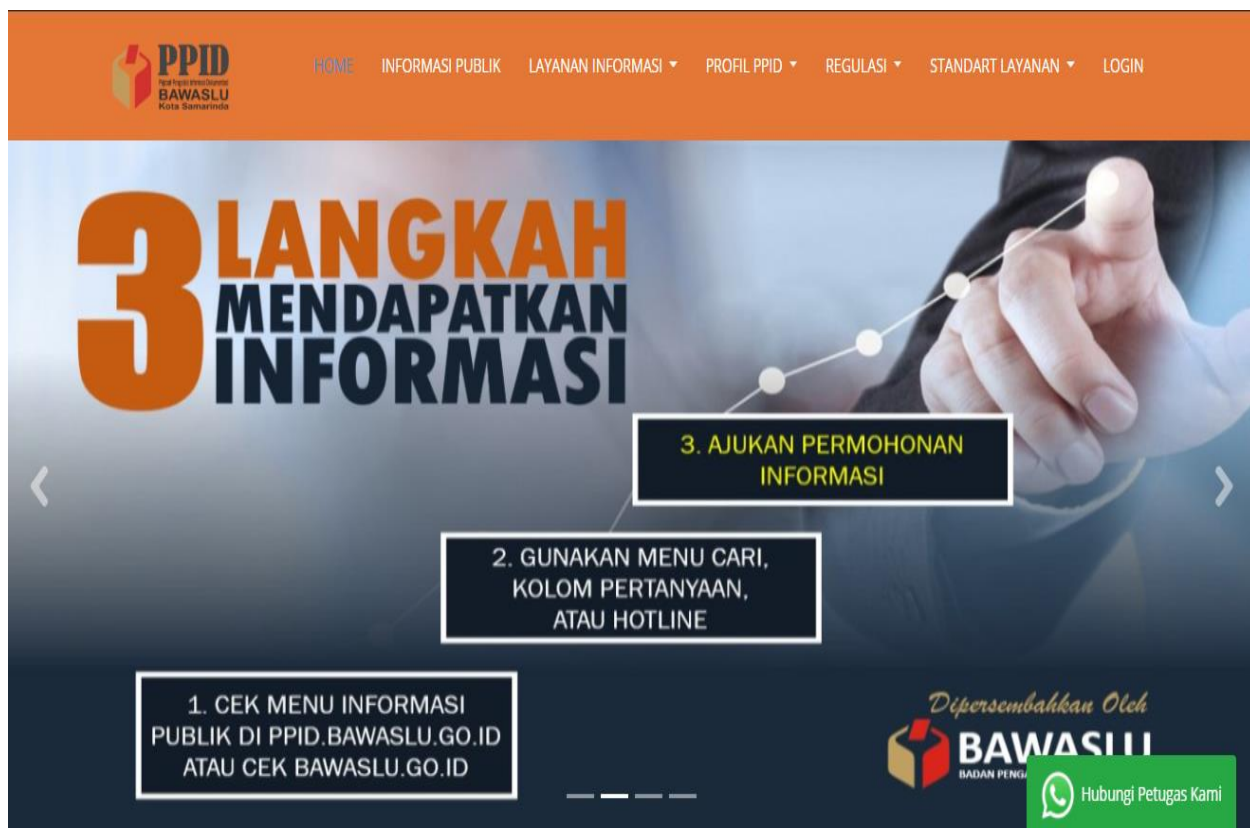 PPID
BAWASLU
Kota Samarinda
HOME INFORMASI PUBLIK LAYANAN INFORMASI PROFIL PPID REGULASI STANDART LAYANAN LOGIN
3 LANGKAH
MENDAPATKAN
INFORMASI
3. AJUKAN PERMOHONAN
INFORMASI
2. GUNAKAN MENU CARI,
KOLOM PERTANYAAN,
ATAU HOTLINE
1. CEK MENU INFORMASI
PUBLIK DI PPID.BAWASLU.GO.ID
ATAU CEK BAWASLU.GO.ID
Dipersembahkan Oleh
BAWASLU
BADAN
Hubungi Petugas Kami